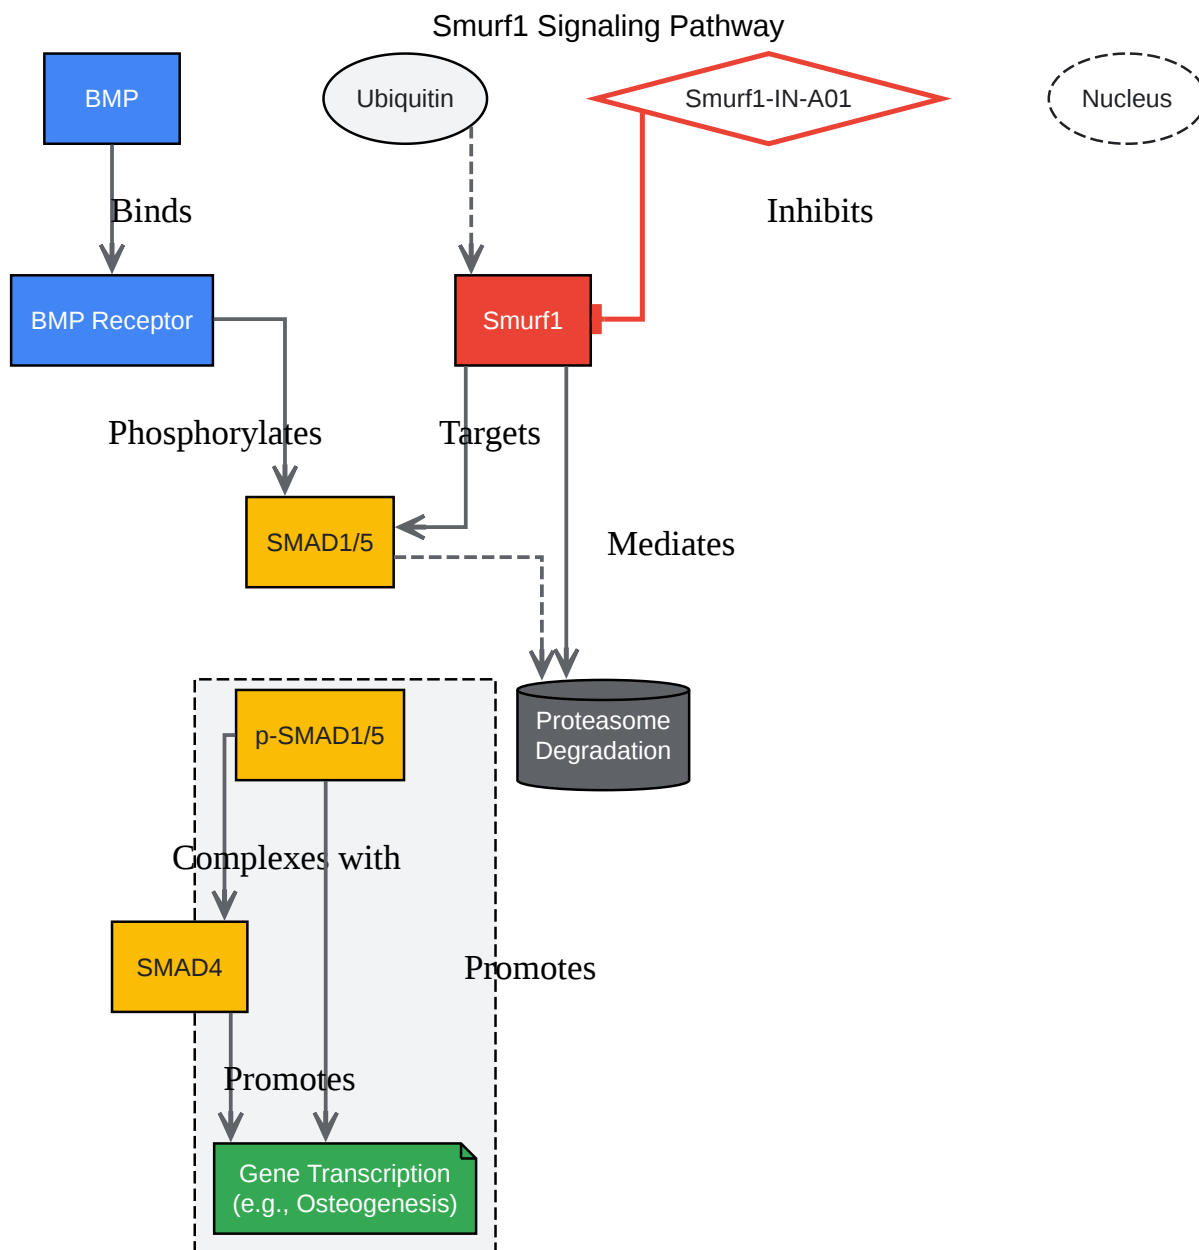 Smurf1 Signaling Pathway
BMP
Ubiquitin
Smurf1-IN-A01
Nucleus
Binds
Inhibits
BMP Receptor
Smurf1
Phosphorylates
Targets
SMAD1/5
Mediates
p-SMAD1/5
Proteasome
Degradation
Complexes with
SMAD4
Promotes
Promotes
Gene Transcription
(e.g., Osteogenesis)